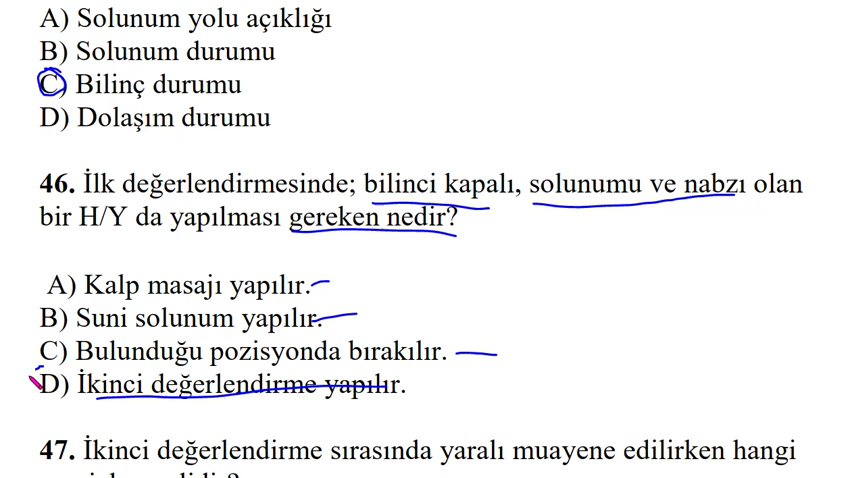 A) Solunum yolu açıklığı
B) Solunum durumu
C) Bilinç durumu
D) Dolaşım durumu
46. İlk değerlendirmesinde; bilinci kapalı, solunumu ve nabzı olan
bir H/Y da yapılması gereken nedir?
A) Kalp masajı yapılır.
B) Suni solunum yapılır.
C) Bulunduğu pozisyonda bırakılır.
D) İkinci değerlendirme yapılır.
47. İkinci değerlendirme sırasında yaralı muayene edilirken hangi